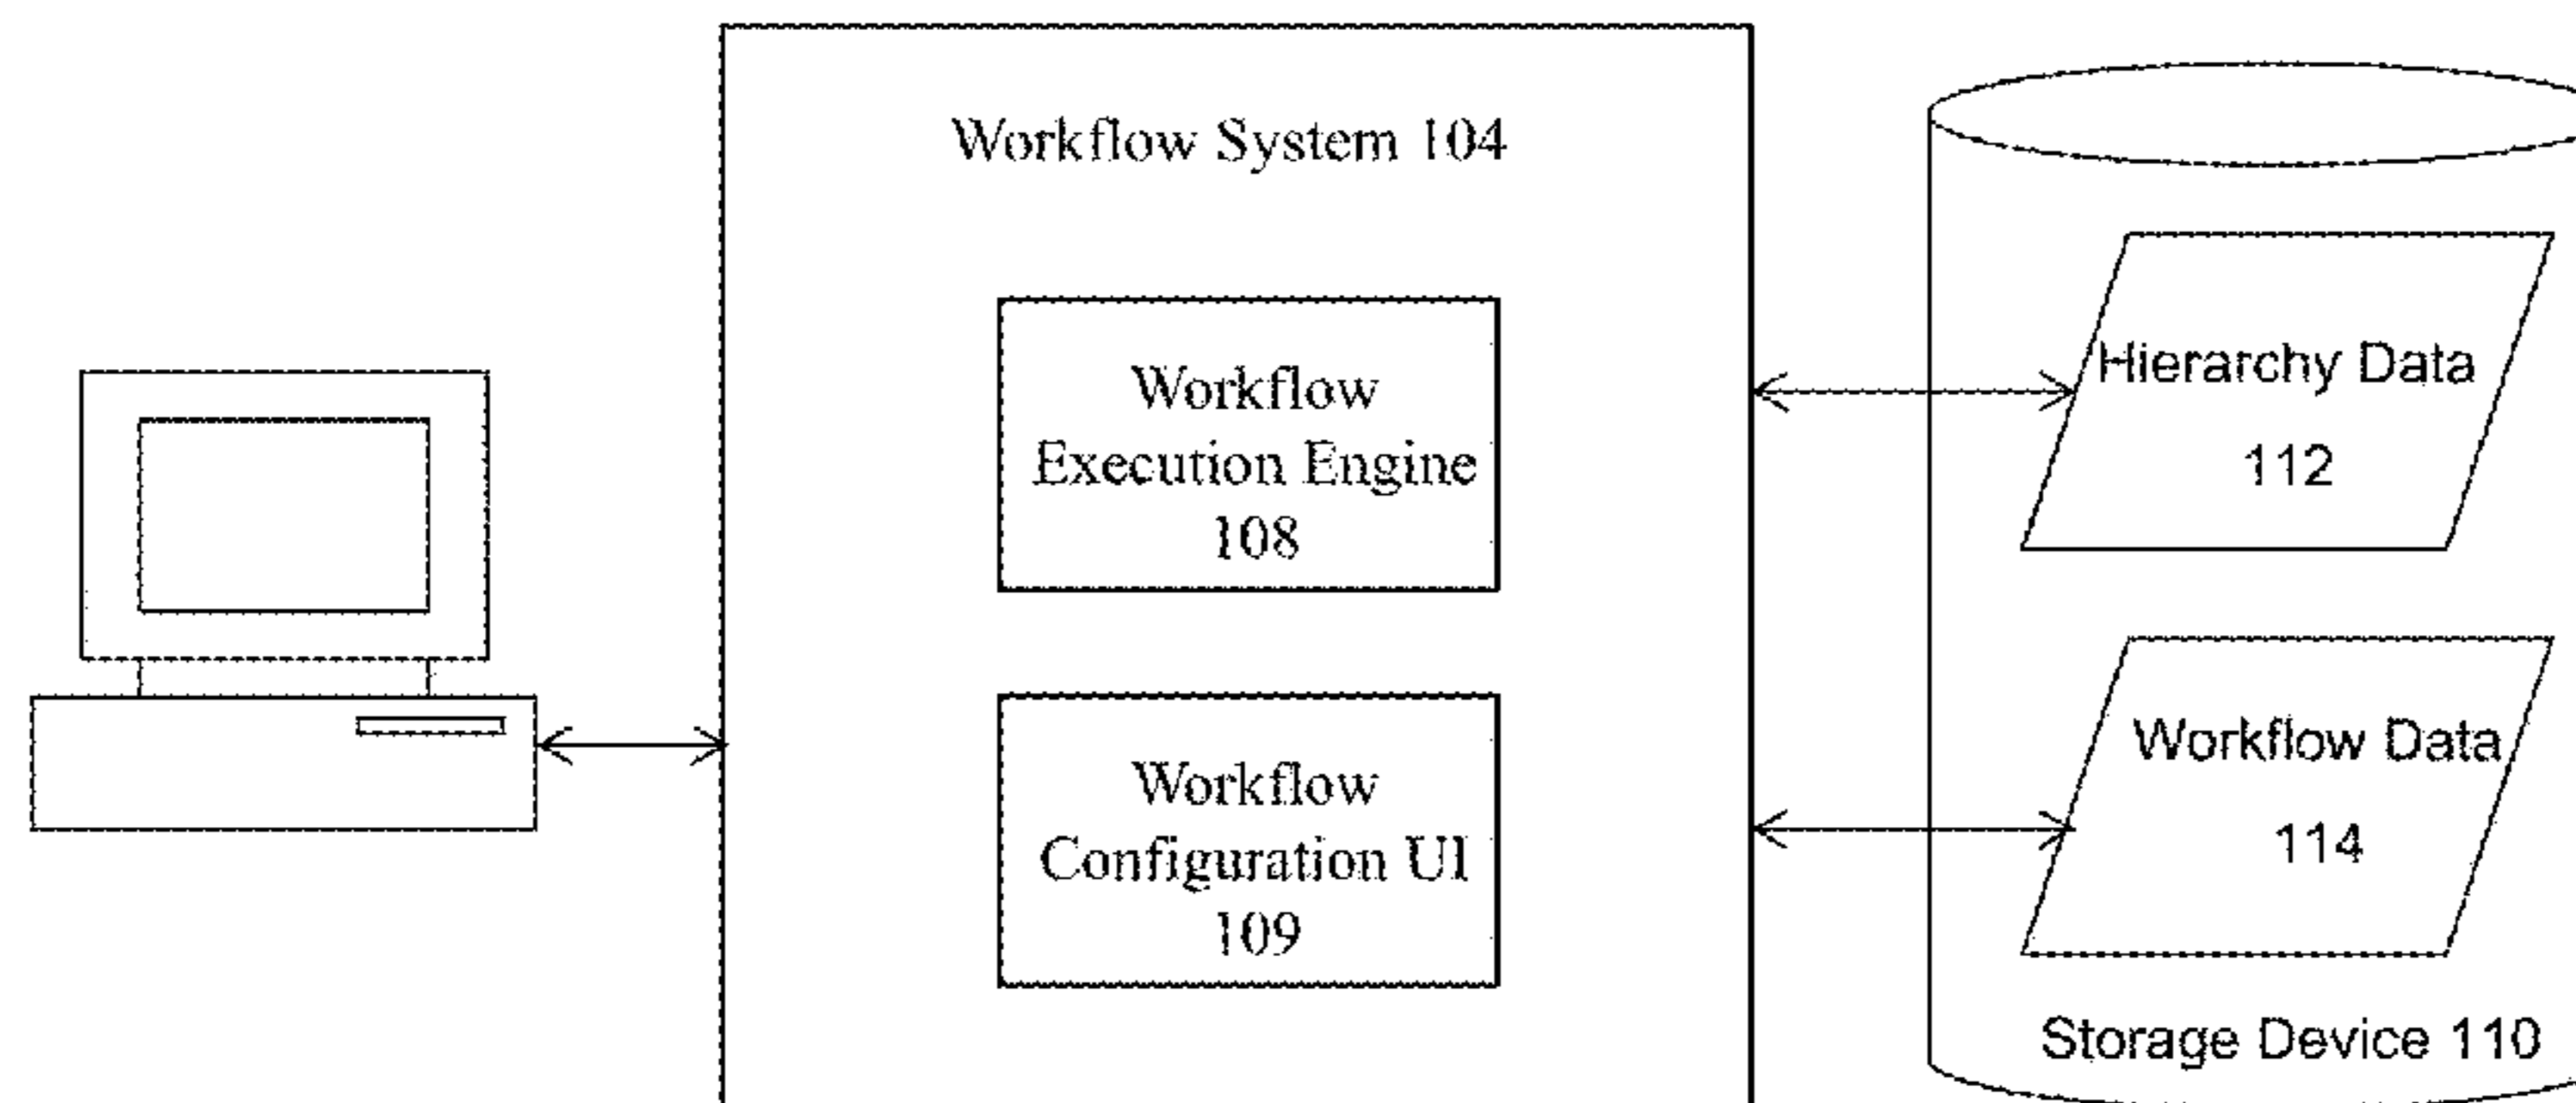 Workflow System 104
Workflow
Execution Engine
108
Workflow
Configuration UI
109
Hierarchy Data
112
Workflow Data
114
Storage Device 110